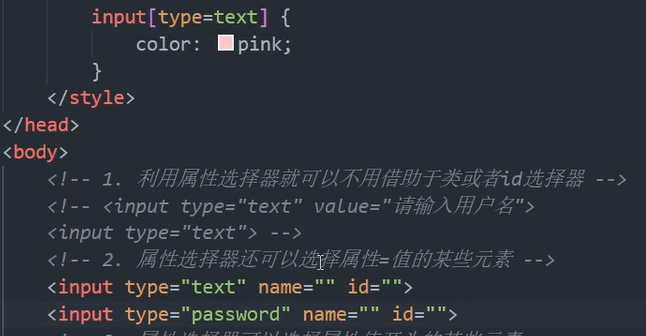 input[type=text] {
color: pink;
}
</style>
</head>
<body>
<!-- 1. 利用属性选择器就可以不用借助于类或者id选择器 -->
<!-- <input type="text" value="请输入用户名">
<input type="text"> -->
<!-- 2. 属性选择器还可以选择属性=值的某些元素 -->
<input type="text" name="" id="">
<input type="password" name="" id="">